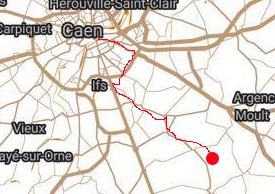 Hérouville-Saint-Clair
Carpiquet
Caen
Ifs
Argenc
Moult
Vieux
ayé-sur-Orne